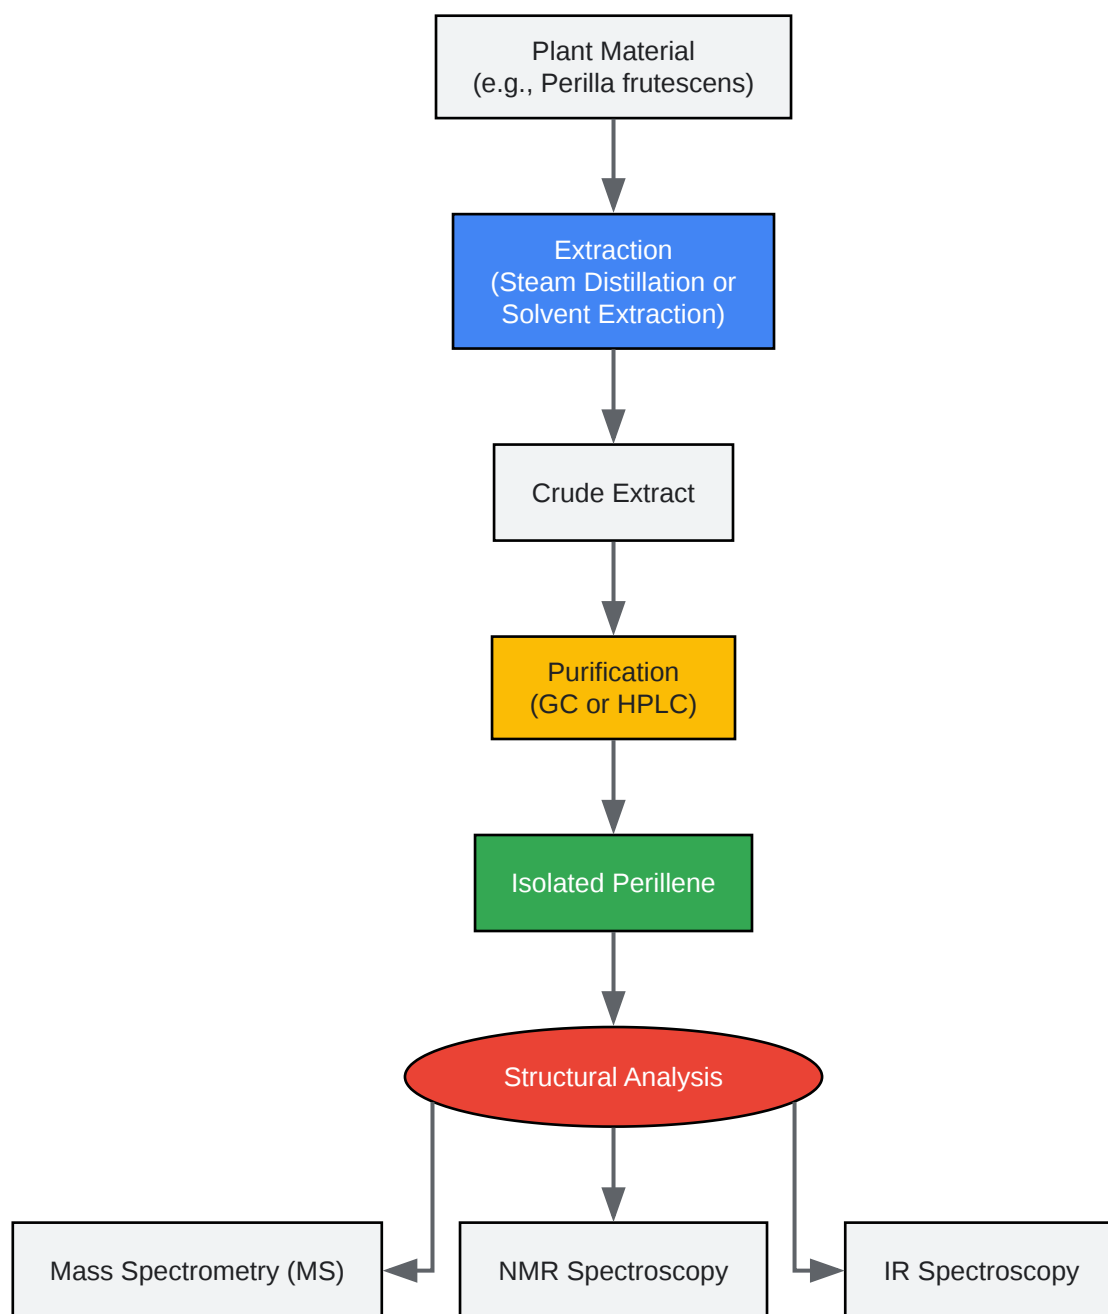 Plant Material
(e.g., Perilla frutescens)
Extraction
(Steam Distillation or
Solvent Extraction)
Crude Extract
Purification
(GC or HPLC)
Isolated Perillene
Structural Analysis
Mass Spectrometry (MS)
NMR Spectroscopy
IR Spectroscopy